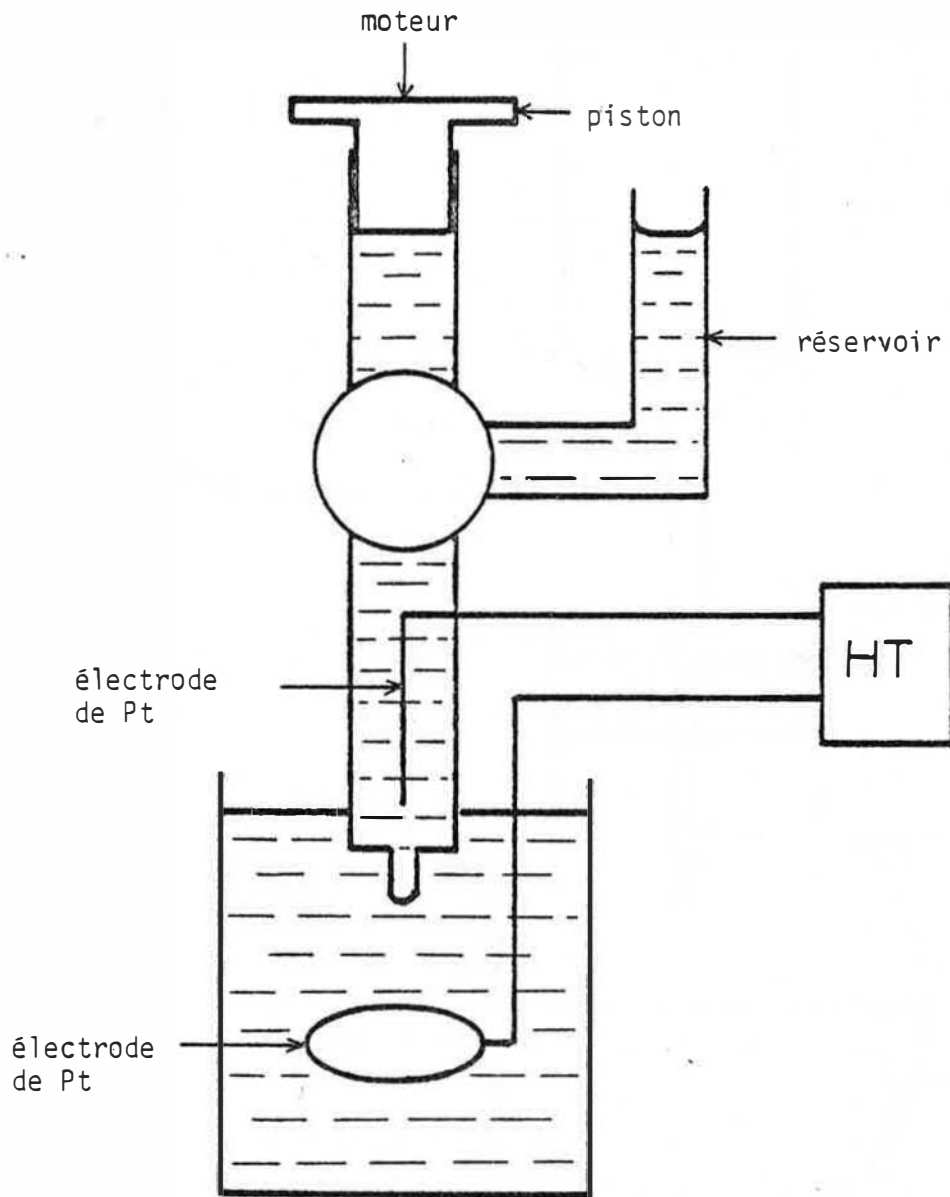 moteur
piston
réservoir
HT
électrode
de Pt
électrode
de Pt